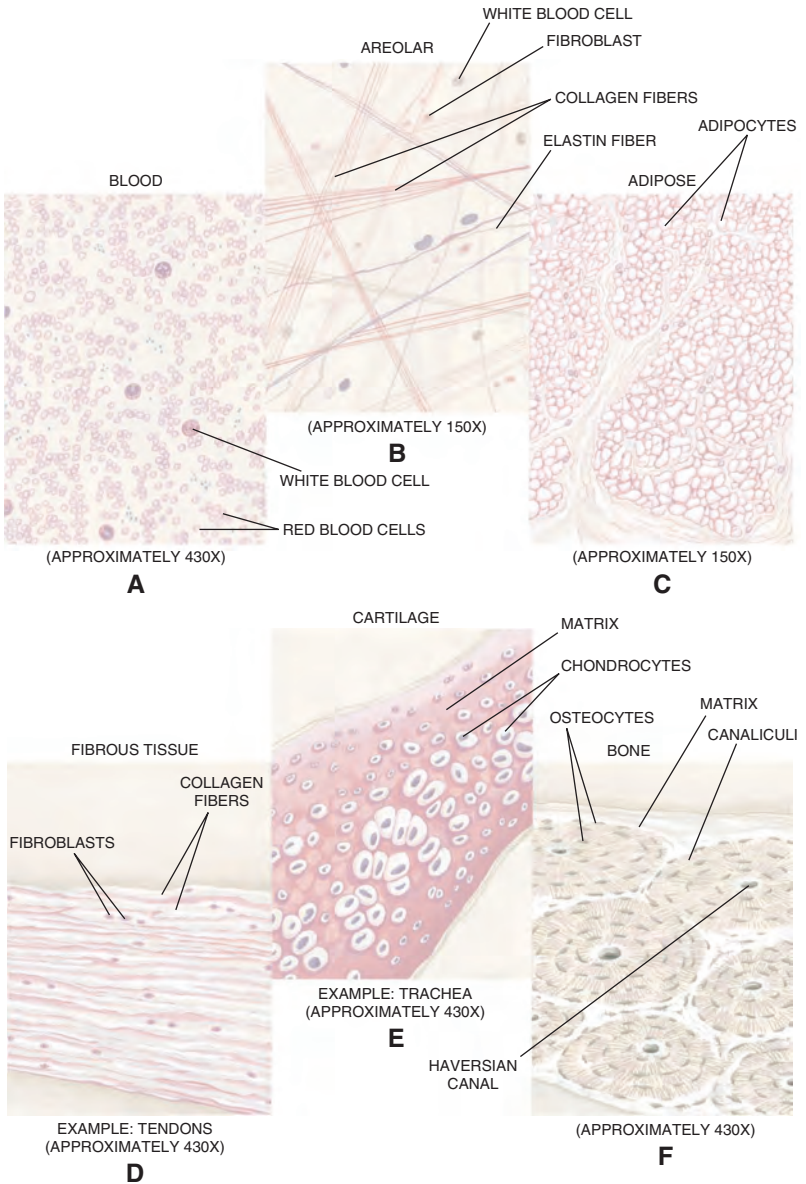 WHITE BLOOD CELL
FIBROBLAST
AREOLAR
COLLAGEN FIBERS
ADIPOCYTES
ELASTIN FIBER
BLOOD
ADIPOSE
(APPROXIMATELY 150X)
B
WHITE BLOOD CELL
RED BLOOD CELLS
(APPROXIMATELY 430X)
A
(APPROXIMATELY 150X)
C
CARTILAGE
MATRIX
CHONDROCYTES
MATRIX
OSTEOCYTES
CANALICULI
BONE
FIBROUS TISSUE
COLLAGEN
FIBERS
FIBROBLASTS
EXAMPLE: TRACHEA
(APPROXIMATELY 430X)
E
HAVERSIAN
CANAL
EXAMPLE: TENDONS
(APPROXIMATELY 430X)
D
(APPROXIMATELY 430X)
F